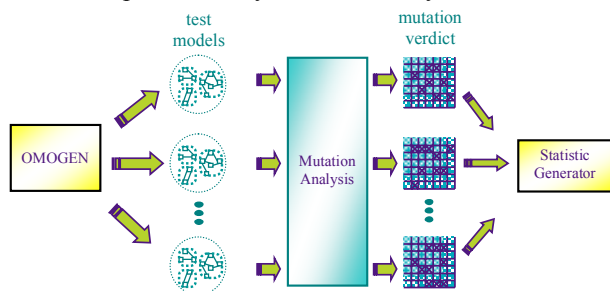 test
models
mutation
verdict
OMOGEN
Mutation
Analysis
Statistic
Generator